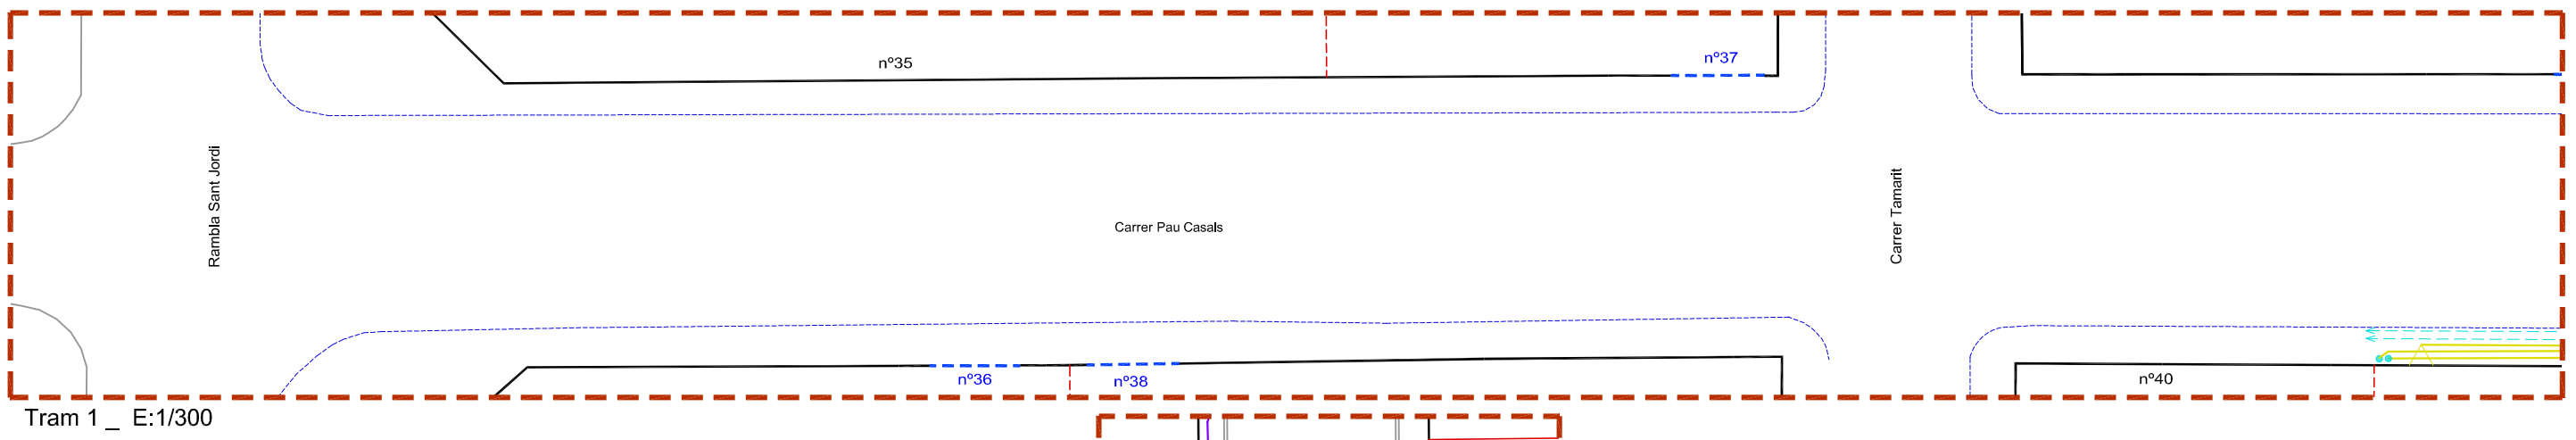 nº35
nº37
Rambla Sant Jordi
Carrer Pau Casals
Carrer Tamarit
nº36
nº38
nº40
Tram 1 _ E:1/300